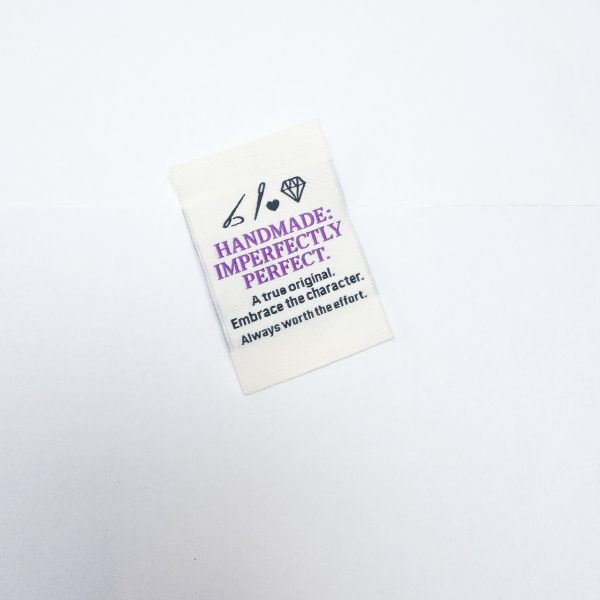 HANDMADE:
IMPERFECTLY
PERFECT.
A true original.
Embrace the character.
Always worth the effort.